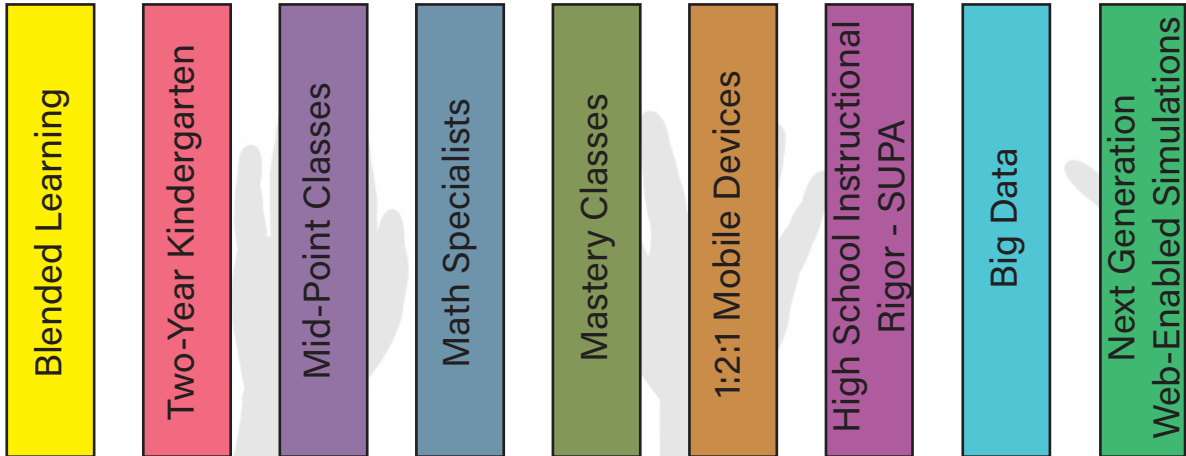 Blended Learning
Two-Year Kindergarten
Mid-Point Classes
Math Specialists
Mastery Classes
1:2:1 Mobile Devices
High School Instructional
Rigor - SUPA
Big Data
Next Generation
Web-Enabled Simulations